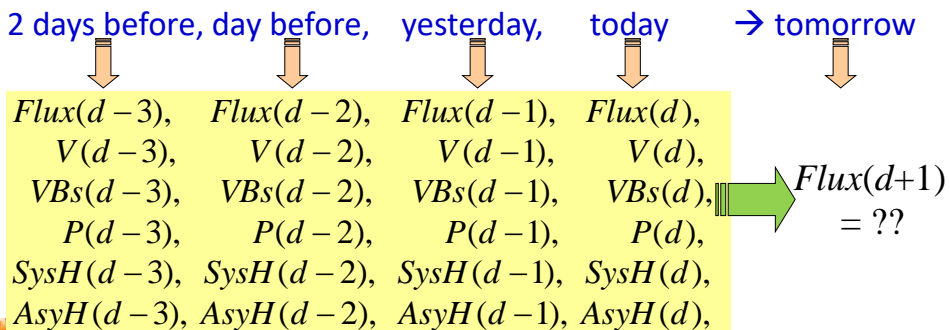 2 days before, day before, yesterday, today → tomorrow
Flux(d − 3), Flux(d − 2), Flux(d −1), Flux(d),
V(d − 3), V(d − 2), V(d −1), V(d),
VBs(d − 3), VBs(d − 2), VBs(d −1), VBs(d),
Flux(d+1)
P(d − 3), P(d − 2), P(d −1), P(d),
= ??
SysH(d − 3), SysH(d − 2), SysH(d −1), SysH(d),
AsyH(d − 3), AsyH(d − 2), AsyH(d −1), AsyH(d),